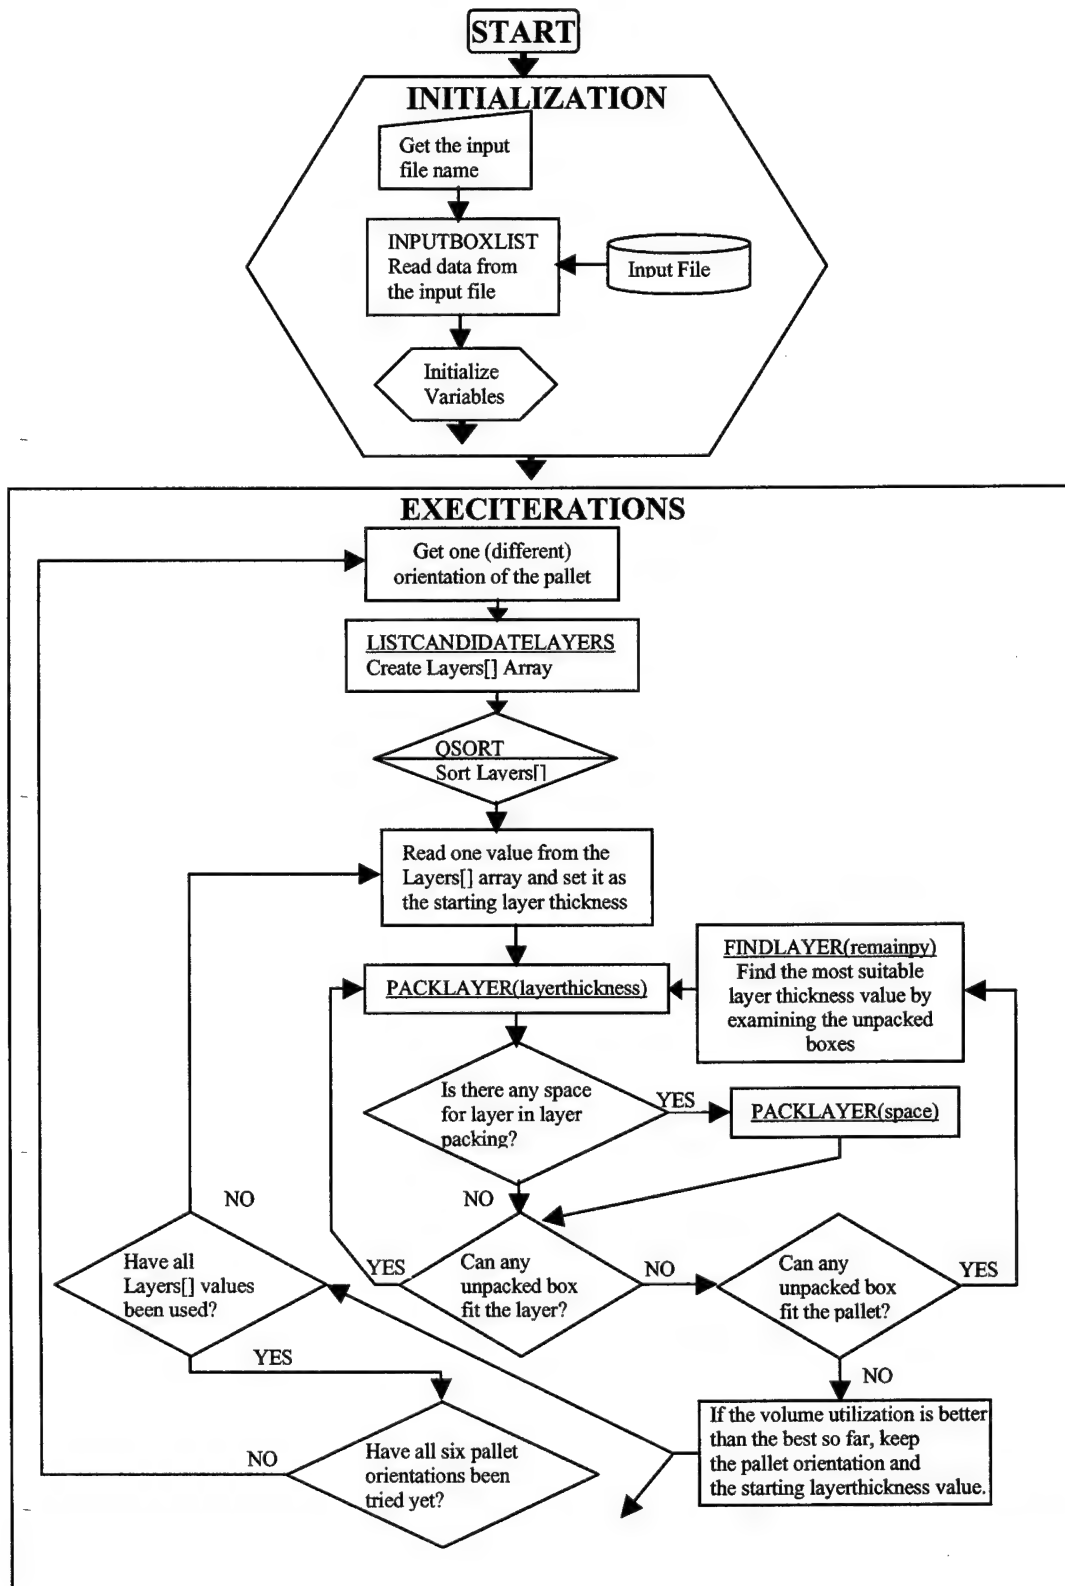 START
INITIALIZATION
Get the input
file name
INPUTBOXLIST
Read data from
the input file
Input File
Initialize
Variables
EXECITERATIONS
Get one (different)
orientation of the pallet
LISTCANDIDATELAYERS
Create Layers[] Array
QSORT
Sort Layers[]
Read one value from the
Layers[] array and set it as
the starting layer thickness
FINDLAYER(remainpy)
Find the most suitable
layer thickness value by
examining the unpacked
boxes
PACKLAYER(layerthickness)
Is there any space
for layer in layer
packing?
YES
PACKLAYER(space)
NO
NO
Have all
Layers[] values
been used?
YES
Can any
unpacked box
fit the layer?
NO
Can any
unpacked box
fit the pallet?
YES
YES
NO
If the volume utilization is better
than the best so far, keep
the pallet orientation and
the starting layerthickness value.
NO
Have all six pallet
orientations been
tried yet?